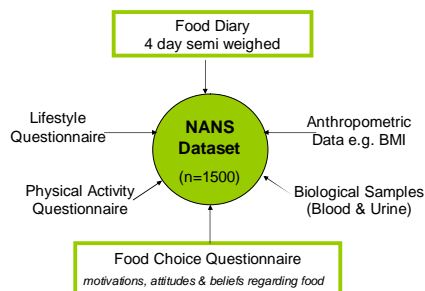 Food Diary
4 day semi weighed
Lifestyle
Questionnaire
NANS
Dataset
(n=1500)
Anthropometric
Data e.g. BMI
Physical Activity
Questionnaire
Biological Samples
(Blood & Urine)
Food Choice Questionnaire
motivations, attitudes & beliefs regarding food